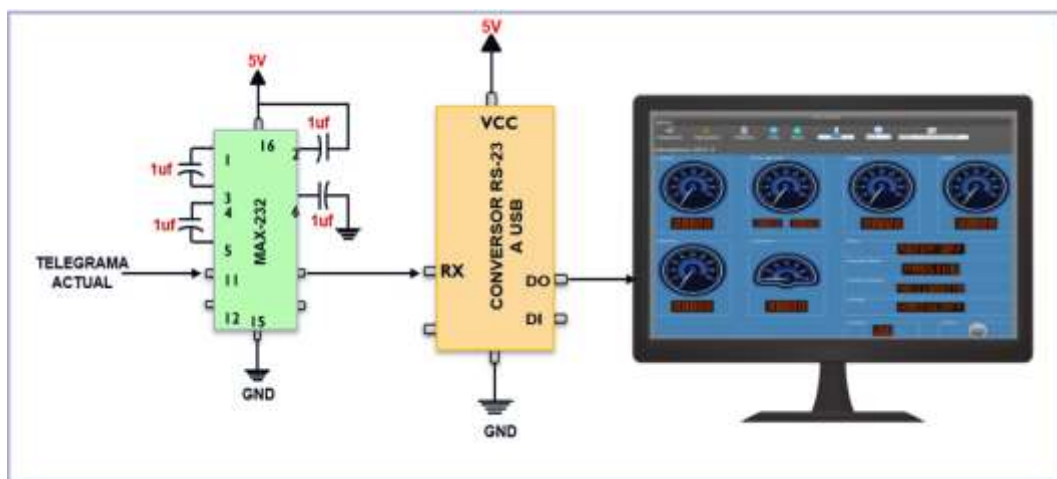 5V
1uf
16
2
1
1uf
3
4
6
1uf
1uf
MAX-232
5
TELEGRAMA
ACTUAL
11
12
15
GND
5V
VCC
CONVERSOR RS-23
A USB
RX
DO
DI
GND